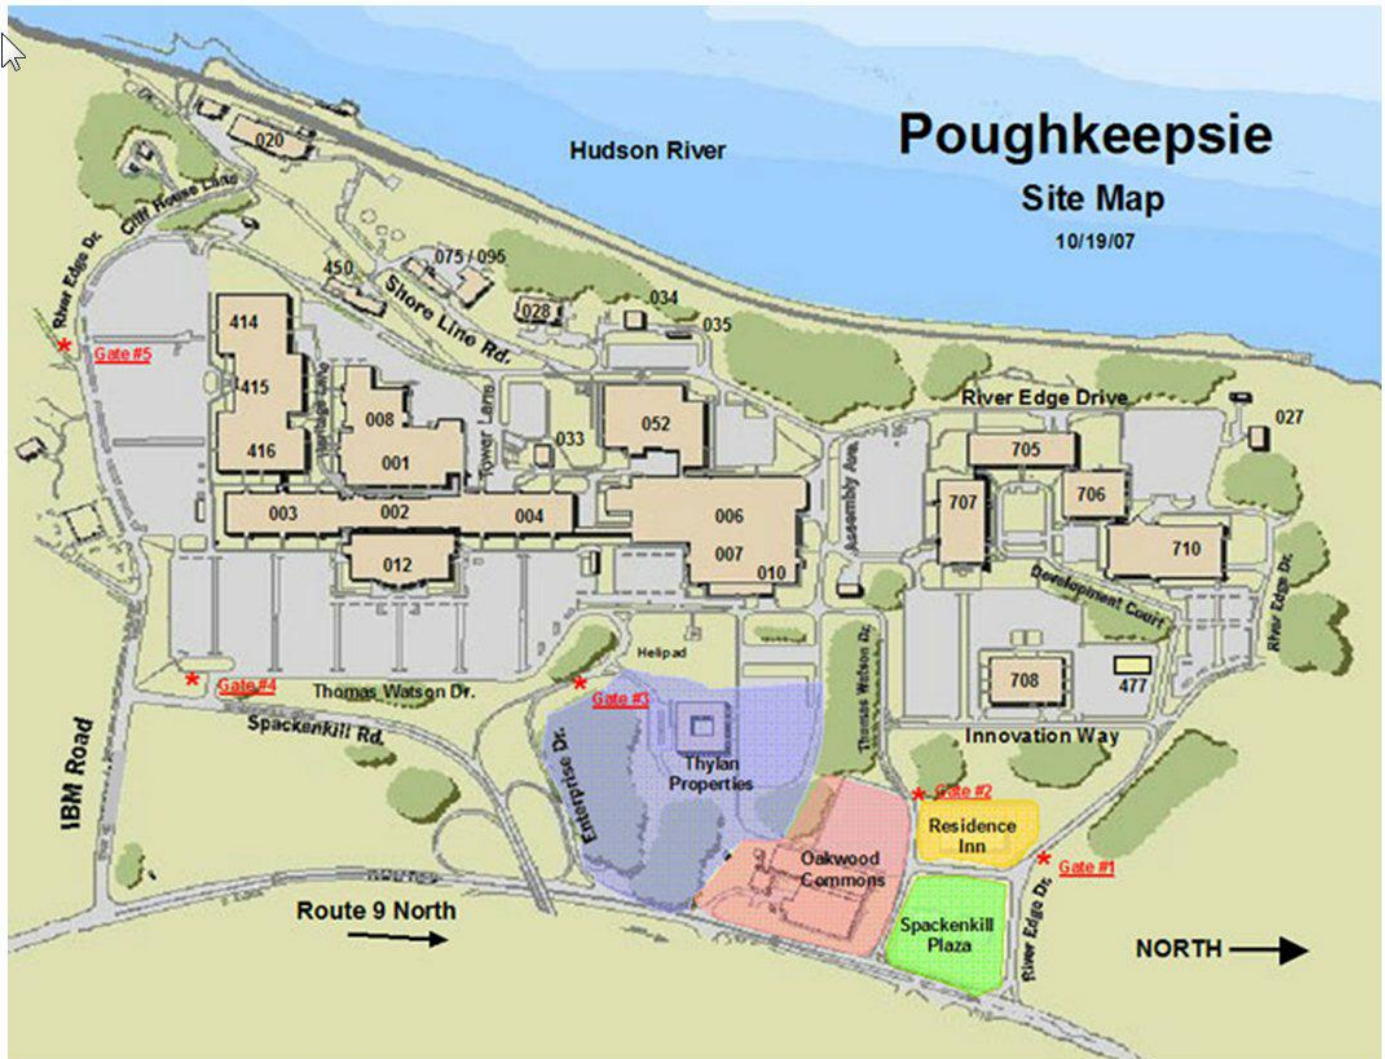 Poughkeepsie
Site Map
10/19/07
Hudson River
020
Cliff House Lane
River Edge Dr.
075 / 095
450
Shore Line Rd.
028
034
035
414
Gate #5
415
416
Heritage Lane
008
001
Tower Lane
033
052
River Edge Drive
027
705
706
707
710
Assembly Ave.
003
002
004
006
007
010
012
Development Court
River Edge Dr.
Helipad
Gate #4
Thomas Watson Dr.
Gate #3
Thomas Watson Dr.
708
477
Spackenkill Rd.
Innovation Way
IBM Road
Enterprise Dr.
Thylan
Properties
Gate #2
Residence
Inn
Oakwood
Commons
Gate #1
Route 9 North
Spackenkill
Plaza
River Edge Dr.
NORTH